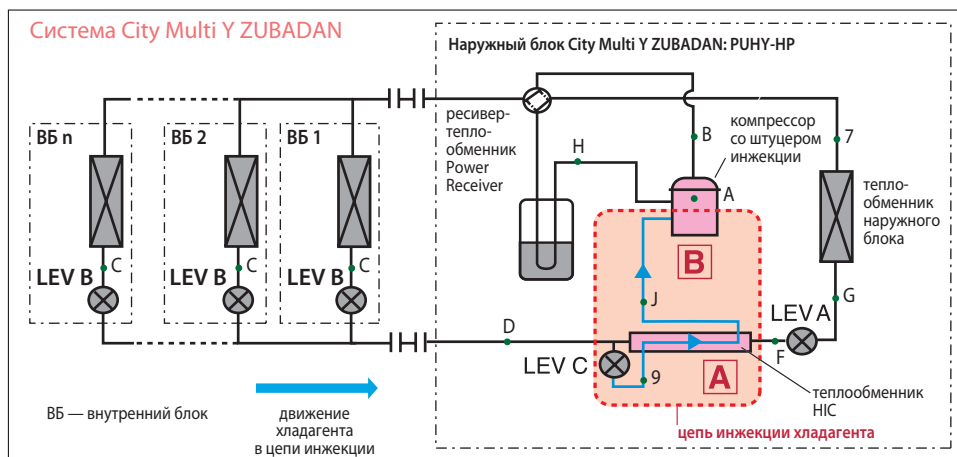 Система City Multi Y ZUBADAN
Наружный блок City Multi Y ZUBADAN: PUHY-HP
ресивер-
тепло-
обменник
Power
Receiver
компрессор
со штуцером
инжекции
B
7
H
A
ВБ n
ВБ 2
ВБ 1
тепло-
обменник
наружного
блока
B
LEV B
C
LEV B
C
LEV B
C
J
G
LEV A
D
F
LEV C
9
A
теплообменник
HIC
цепь инжекции хладагента
ВБ — внутренний блок
движение
хладагента
в цепи инжекции